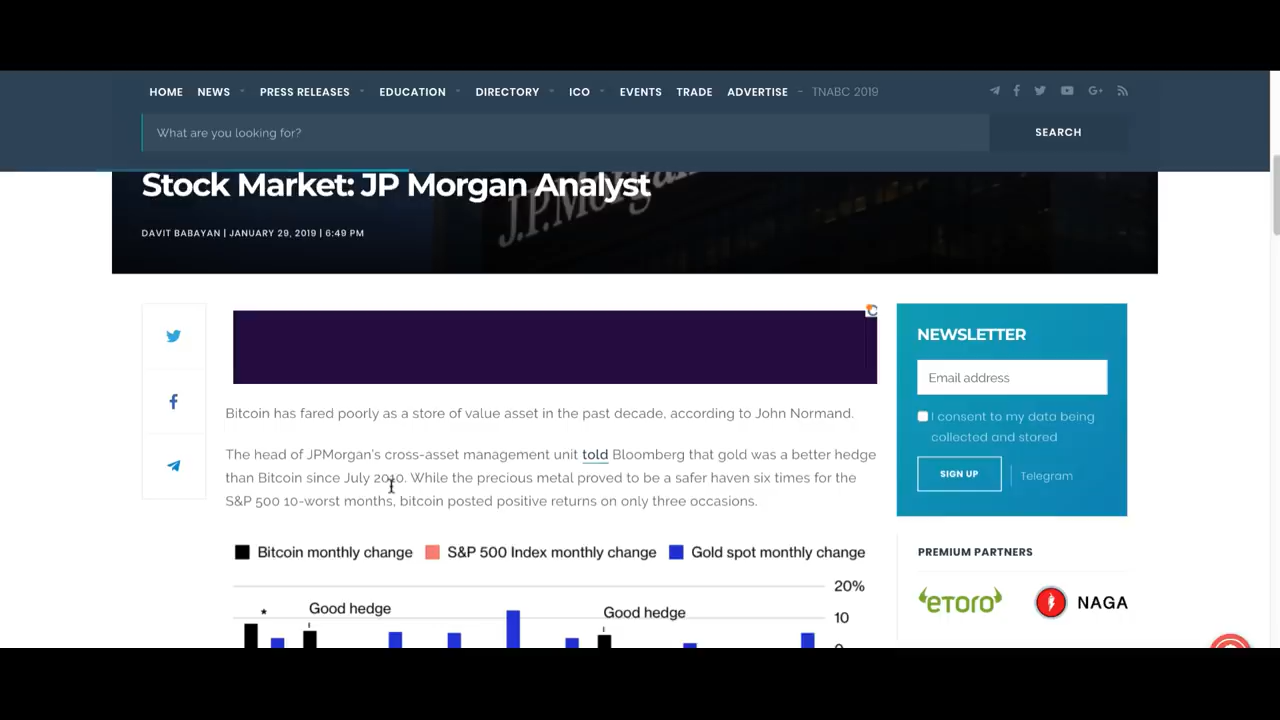 HOME NEWS PRESS RELEASES EDUCATION DIRECTORY ICO EVENTS TRADE ADVERTISE - TNABC 2019
What are you looking for?
SEARCH
Stock Market: JP Morgan Analyst
J.P.Morgan
DAVIT BABAYAN | JANUARY 29, 2019 | 6:49 PM
Bitcoin has fared poorly as a store of value asset in the past decade, according to John Normand.
The head of JPMorgan's cross-asset management unit told Bloomberg that gold was a better hedge
than Bitcoin since July 2010. While the precious metal proved to be a safer haven six times for the
S&P 500 10-worst months, bitcoin posted positive returns on only three occasions.
Bitcoin monthly change S&P 500 Index monthly change Gold spot monthly change
20%
* Good hedge Good hedge 10
0
NEWSLETTER
Email address
I consent to my data being
collected and stored
SIGN UP Telegram
PREMIUM PARTNERS
eToro NAGA